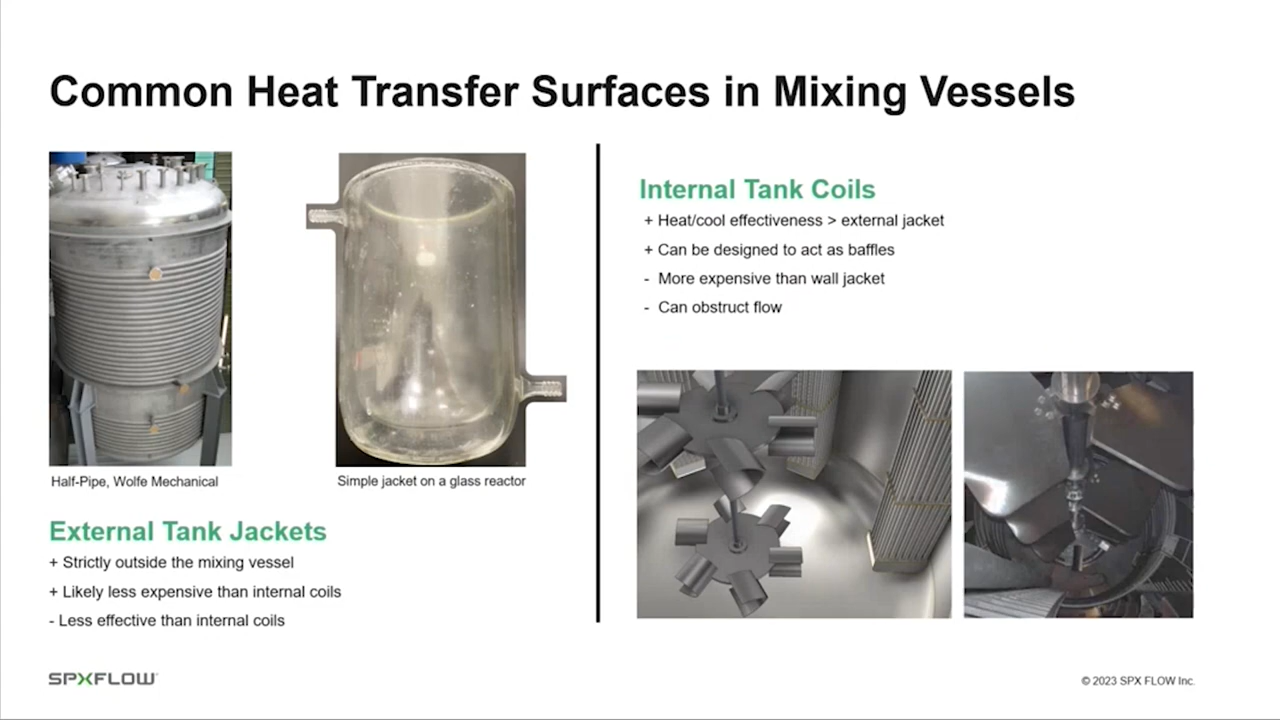 Common Heat Transfer Surfaces in Mixing Vessels
Half-Pipe, Wolfe Mechanical
Simple jacket on a glass reactor
External Tank Jackets
+ Strictly outside the mixing vessel
+ Likely less expensive than internal coils
- Less effective than internal coils
Internal Tank Coils
+ Heat/cool effectiveness > external jacket
+ Can be designed to act as baffles
- More expensive than wall jacket
- Can obstruct flow
SPXFLOW
© 2023 SPX FLOW Inc.